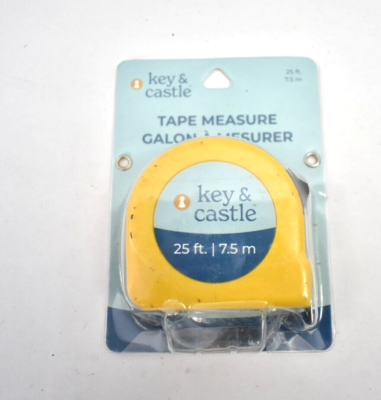 key &
castle
25 ft.
7.5 m
TAPE MEASURE
GALON À MESURER
key &
castle
25 ft. | 7.5 m